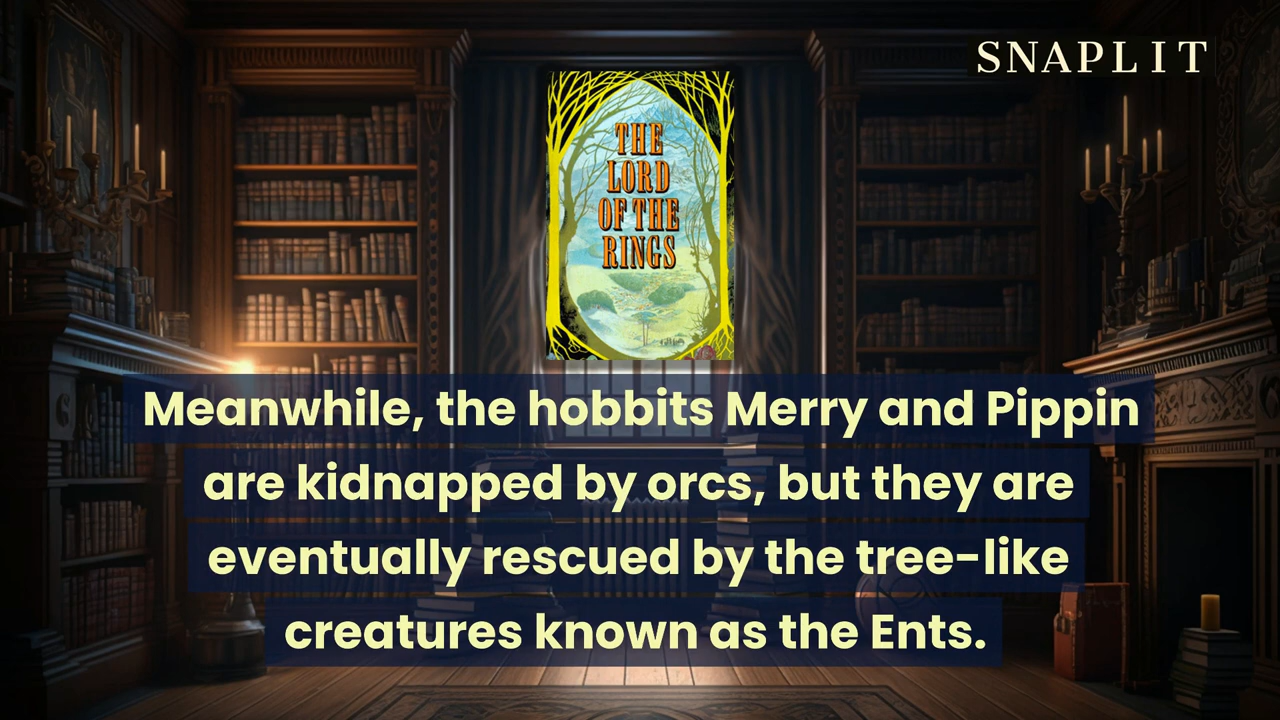 SNAPLIT
THE
LORD
OF THE
RINGS
Meanwhile, the hobbits Merry and Pippin
are kidnapped by orcs, but they are
eventually rescued by the tree-like
creatures known as the Ents.